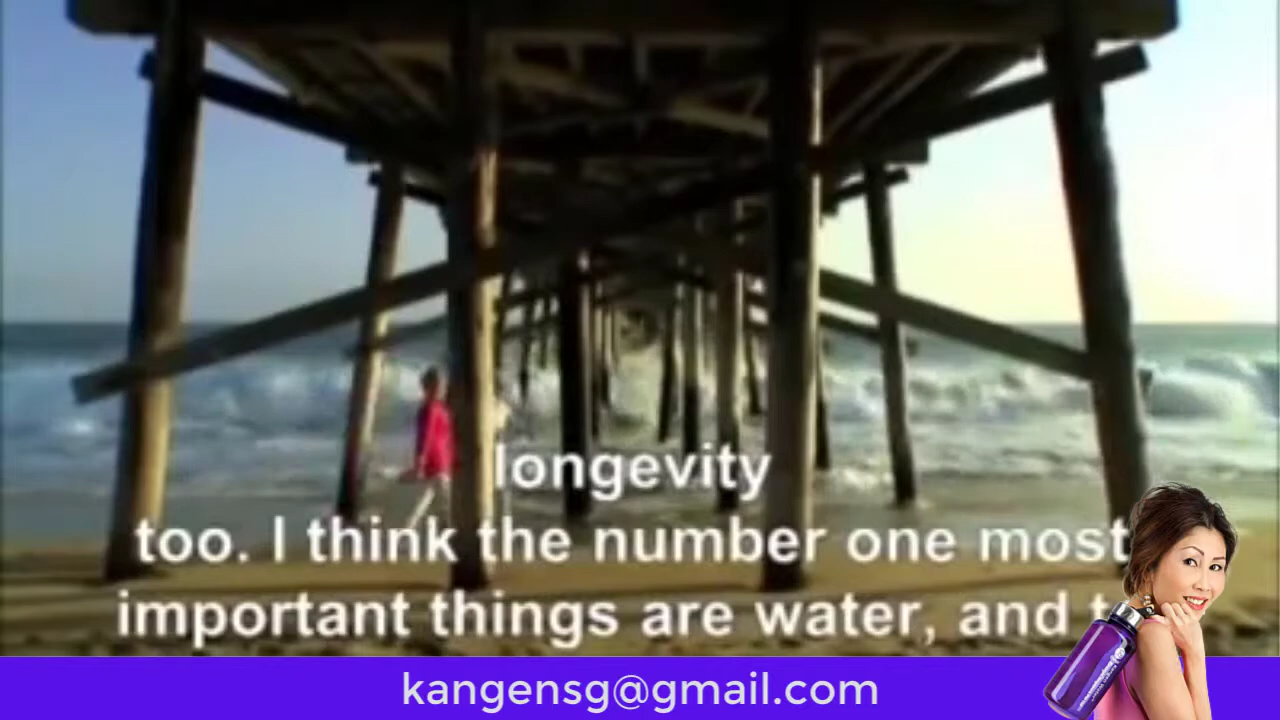 longevity
too. I think the number one most
important things are water, and
kangensg@gmail.com